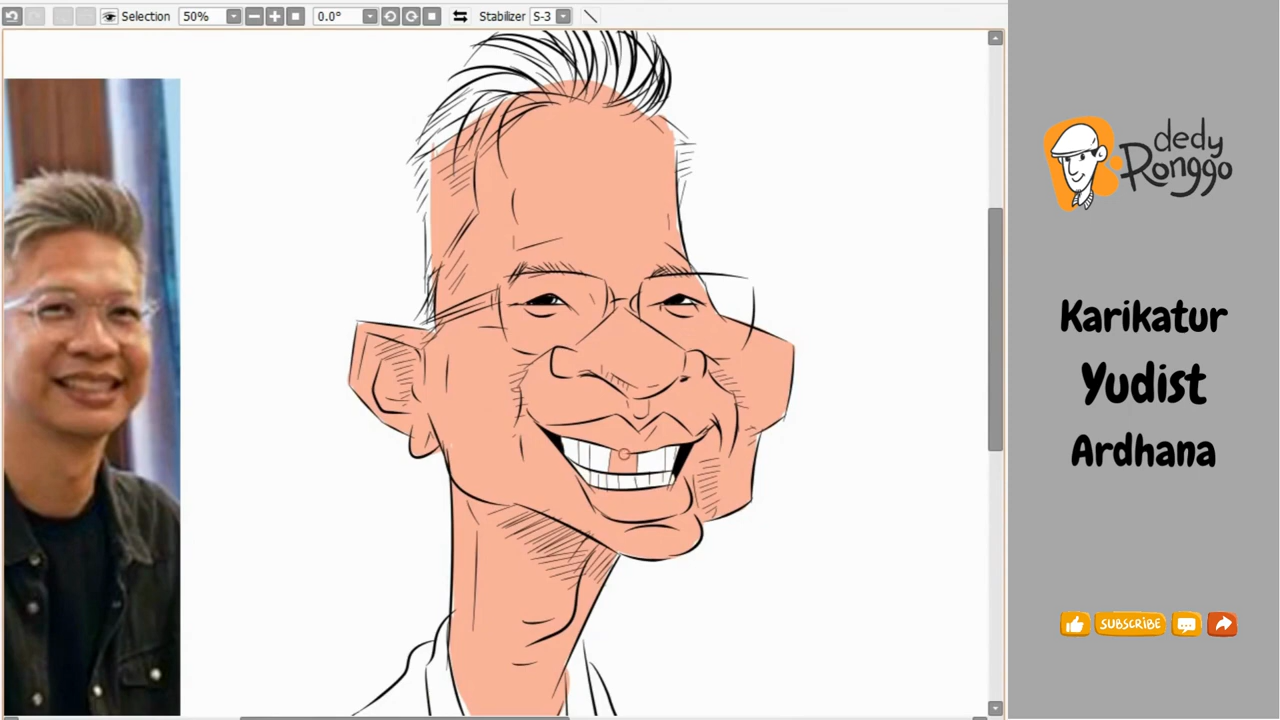 Selection 50% 0.0° Stabilizer S-3
dedy
Ronggo
Karikatur
Yudist
Ardhana
SUBSCRIBE